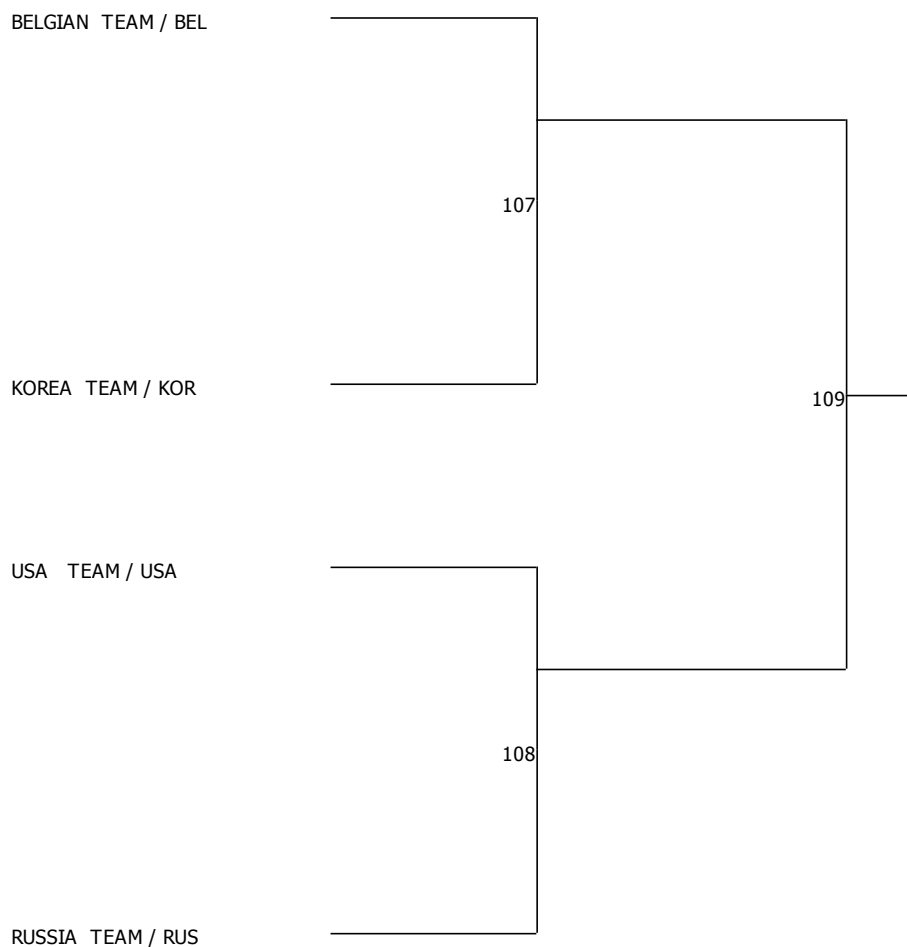 BELGIAN TEAM / BEL
107
KOREA TEAM / KOR
109
USA TEAM / USA
108
RUSSIA TEAM / RUS